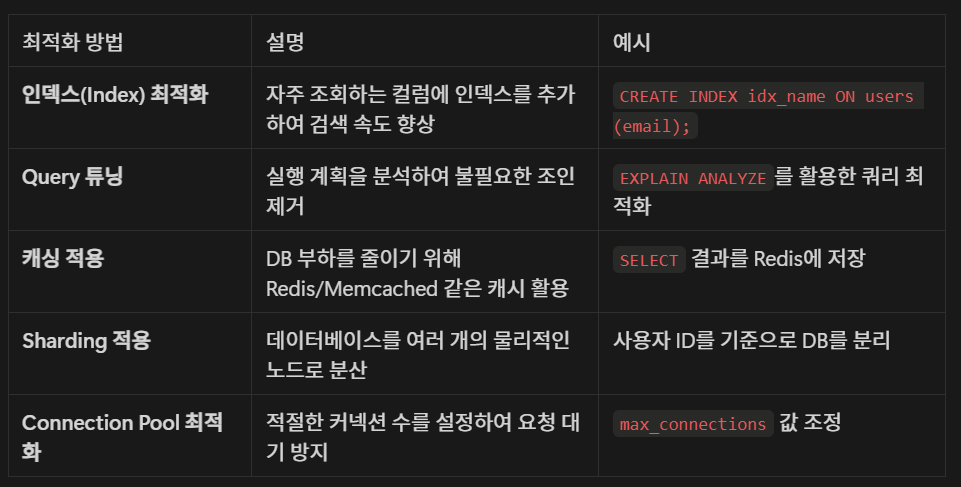 최적화 방법
설명
예시
인덱스(Index) 최적화
자주 조회하는 컬럼에 인덱스를 추가
하여 검색 속도 향상
CREATE INDEX idx_name ON users
(email);
Query 튜닝
실행 계획을 분석하여 불필요한 조인
제거
EXPLAIN ANALYZE를 활용한 쿼리 최
적화
캐싱 적용
DB 부하를 줄이기 위해
Redis/Memcached 같은 캐시 활용
SELECT 결과를 Redis에 저장
Sharding 적용
데이터베이스를 여러 개의 물리적인
노드로 분산
사용자 ID를 기준으로 DB를 분리
Connection Pool 최적
화
적절한 커넥션 수를 설정하여 요청 대
기 방지
max_connections 값 조정